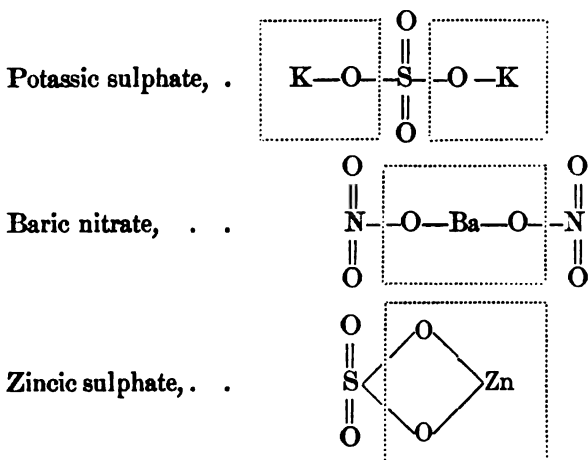 O
||
Potassic sulphate, . K—O—S—O—K
||
O
O O
|| ||
Baric nitrate, . . N—O—Ba—O—N
|| ||
O O
O O
||
Zincic sulphate, . . S Zn
||
O O